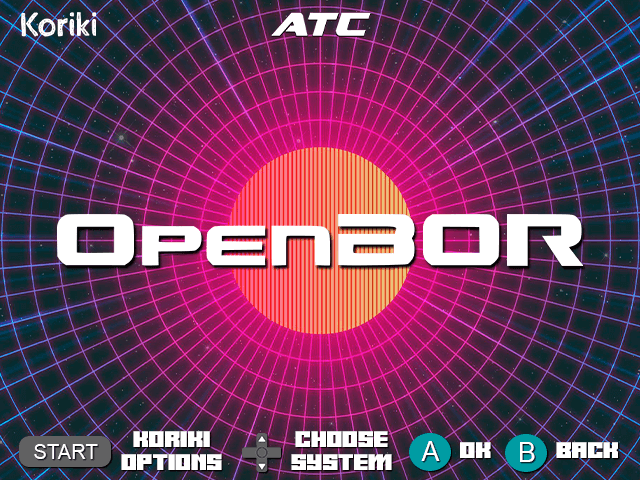 Koriki
ATC
OpenBOR
START
KORIKI
OPTIONS
CHOOSE
SYSTEM
A
OK
B
BACK